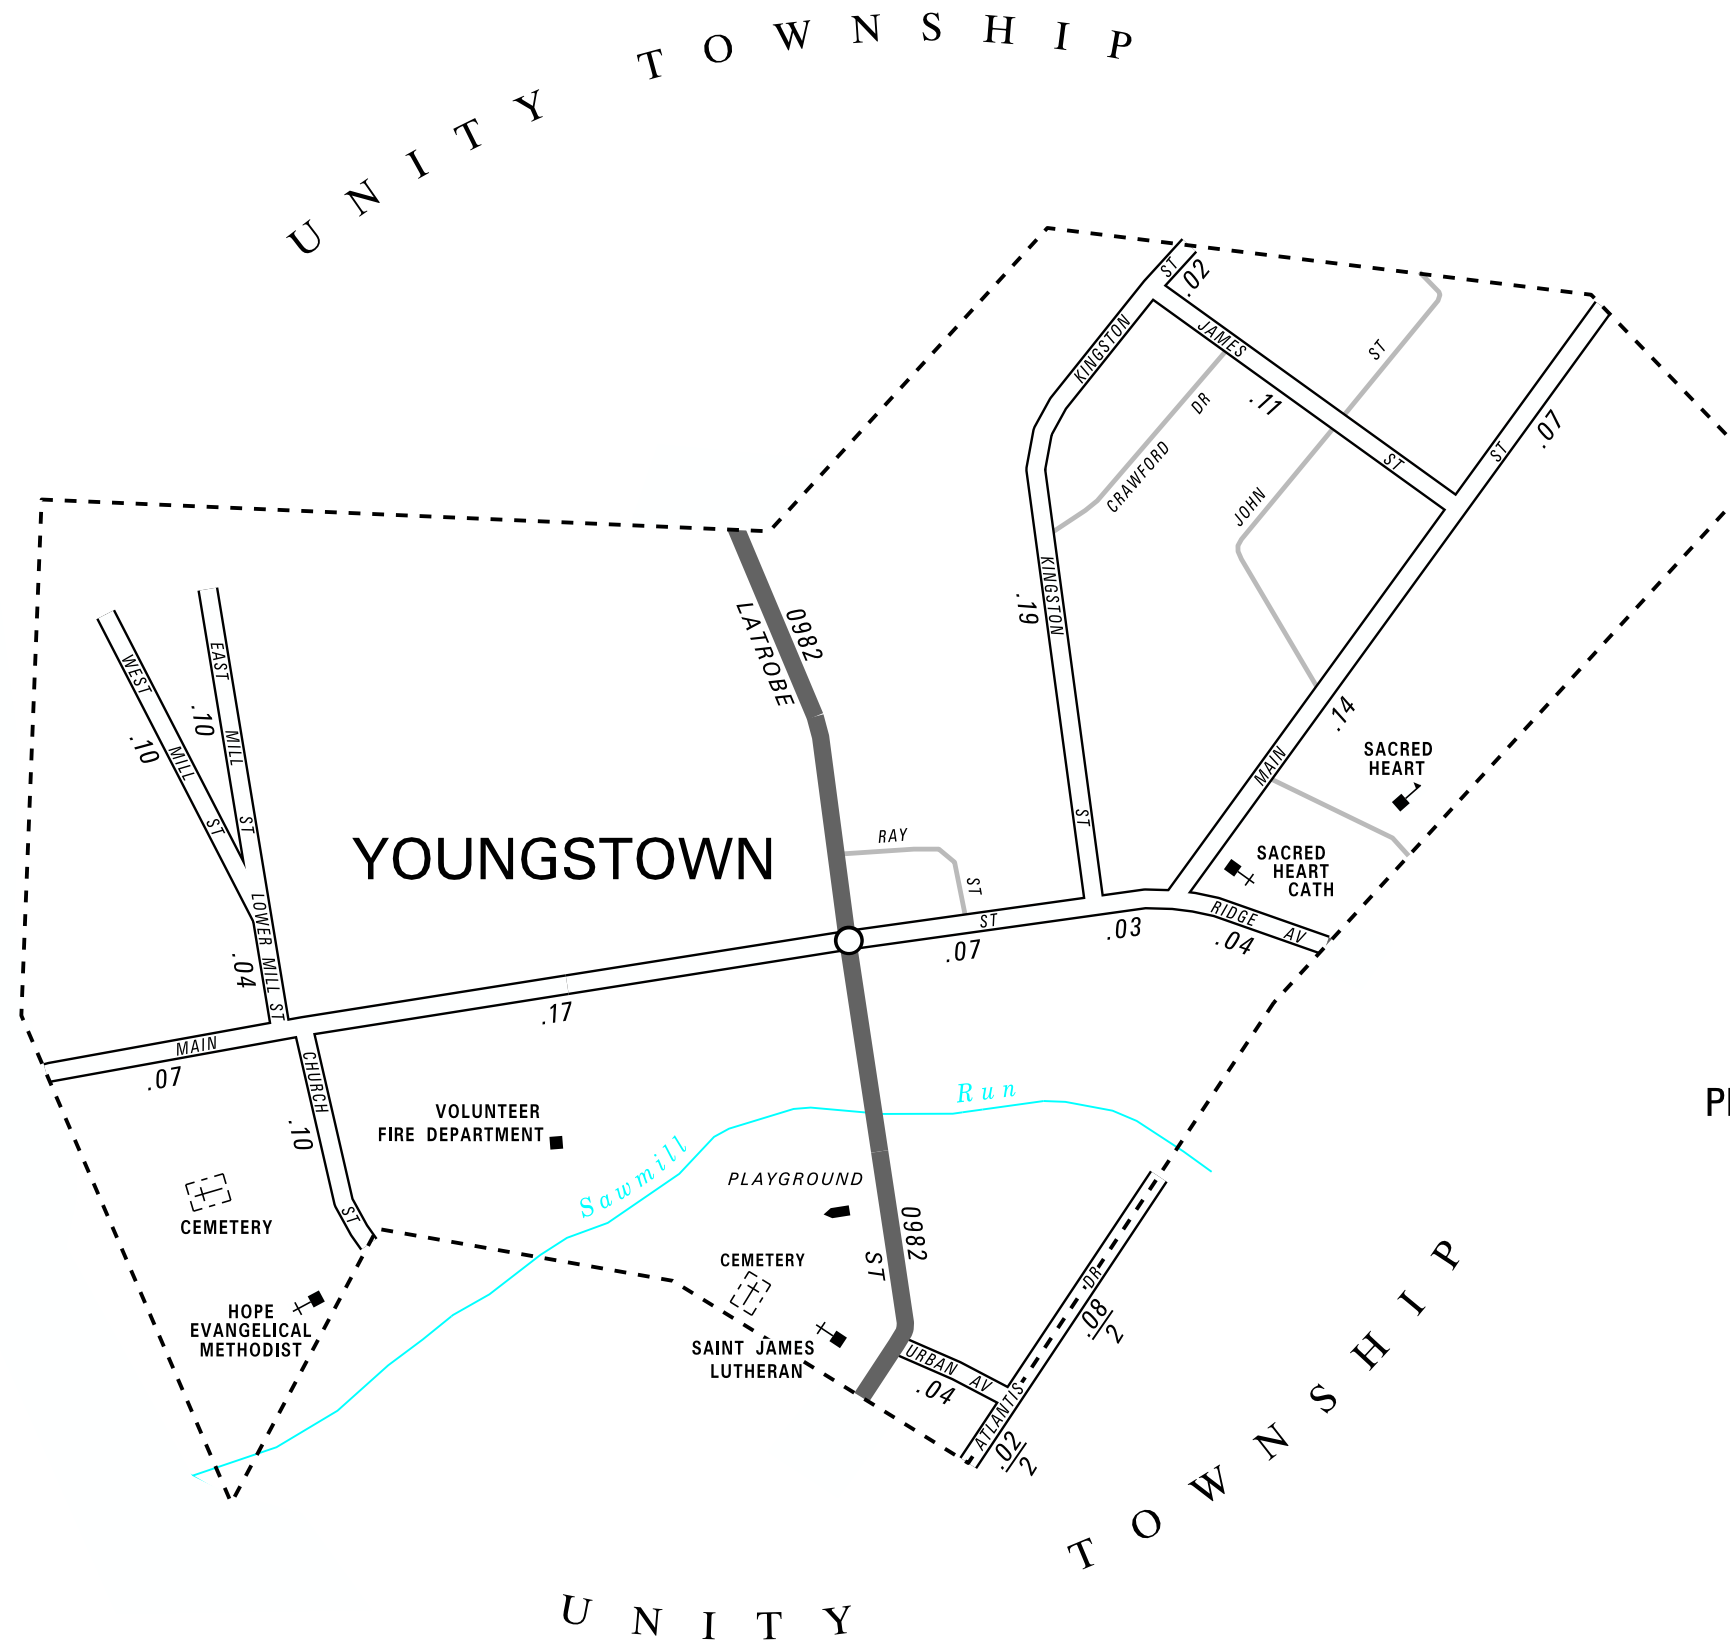 UNITY TOWNSHIP
ST
.02
KINGSTON
JAMES
ST
DR
.11
ST
.07
CRAWFORD
ST
JOHN
KINGSTON
.19
0982
LATROBE
WEST
EAST
.10
MILL
.10
MILL
ST
ST
.14
MAIN
SACRED
HEART
ST
RAY
ST
YOUNGSTOWN
SACRED
HEART
CATH
LOWER MILL ST
.04
ST
.07
.03
RIDGE AV
.04
.17
MAIN
.07
CHURCH
.10
ST
VOLUNTEER
FIRE DEPARTMENT
Sawmill Run
PLAYGROUND
CEMETERY
0982
ST
CEMETERY
HOPE
EVANGELICAL
METHODIST
SAINT JAMES
LUTHERAN
URBAN AV
.04
DR
.08
2
ATLANTIS
.02
2
UNITY TOWNSHIP